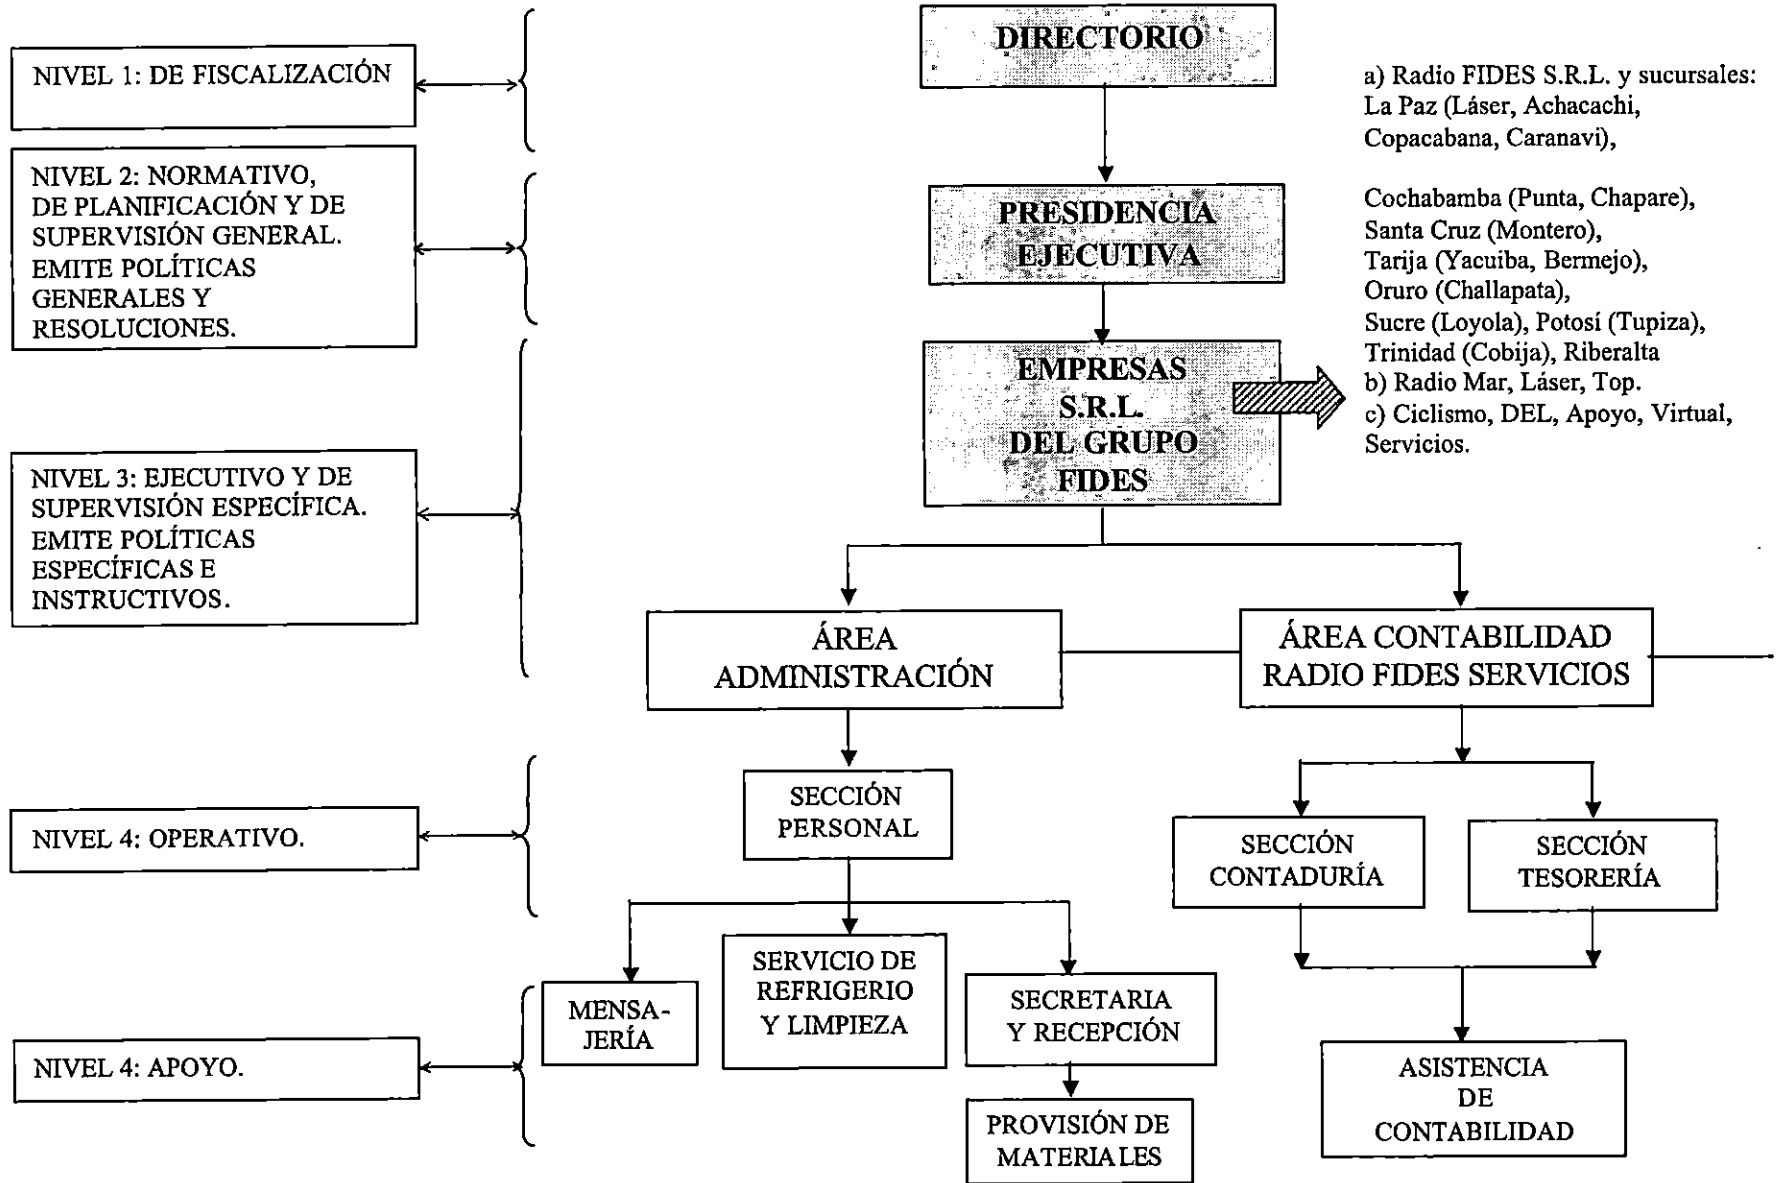 DIRECTORIO
NIVEL 1: DE FISCALIZACIÓN
a) Radio FIDES S.R.L. y sucursales:
La Paz (Láser, Achacachi,
Copacabana, Caranavi),
NIVEL 2: NORMATIVO,
DE PLANIFICACIÓN Y DE
SUPERVISIÓN GENERAL.
EMITE POLÍTICAS
GENERALES Y
RESOLUCIONES.
PRESIDENCIA
EJECUTIVA
Cochabamba (Punta, Chapare),
Santa Cruz (Montero),
Tarija (Yacuiba, Bermejo),
Oruro (Challapata),
Sucre (Loyola), Potosí (Tupiza),
Trinidad (Cobija), Riberalta
b) Radio Mar, Láser, Top.
c) Ciclismo, DEL, Apoyo, Virtual,
Servicios.
EMPRESAS
S.R.L.
DEL GRUPO
FIDES
NIVEL 3: EJECUTIVO Y DE
SUPERVISIÓN ESPECÍFICA.
EMITE POLÍTICAS
ESPECÍFICAS E
INSTRUCTIVOS.
ÁREA
ADMINISTRACIÓN
ÁREA CONTABILIDAD
RADIO FIDES SERVICIOS
NIVEL 4: OPERATIVO.
SECCIÓN
PERSONAL
SECCIÓN
CONTADURÍA
SECCIÓN
TESORERÍA
NIVEL 4: APOYO.
MENSA-
JERÍA
SERVICIO DE
REFRIGERIO
Y LIMPIEZA
SECRETARIA
Y RECEPCIÓN
PROVISIÓN DE
MATERIALES
ASISTENCIA
DE
CONTABILIDAD